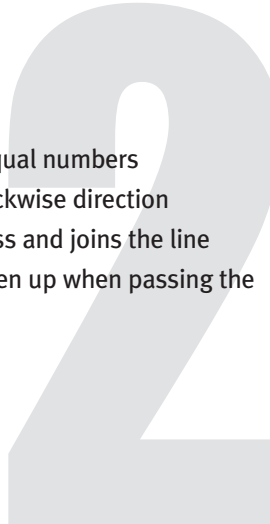 2
qual numbers
ckwise direction
ss and joins the line
en up when passing the